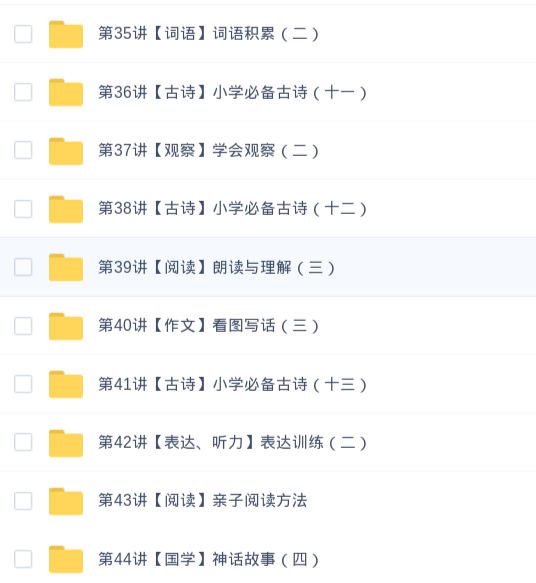 第35讲【词语】词语积累（二）
第36讲【古诗】小学必备古诗（十一）
第37讲【观察】学会观察（二）
第38讲【古诗】小学必备古诗（十二）
第39讲【阅读】朗读与理解（三）
第40讲【作文】看图写话（三）
第41讲【古诗】小学必备古诗（十三）
第42讲【表达、听力】表达训练（二）
第43讲【阅读】亲子阅读方法
第44讲【国学】神话故事（四）